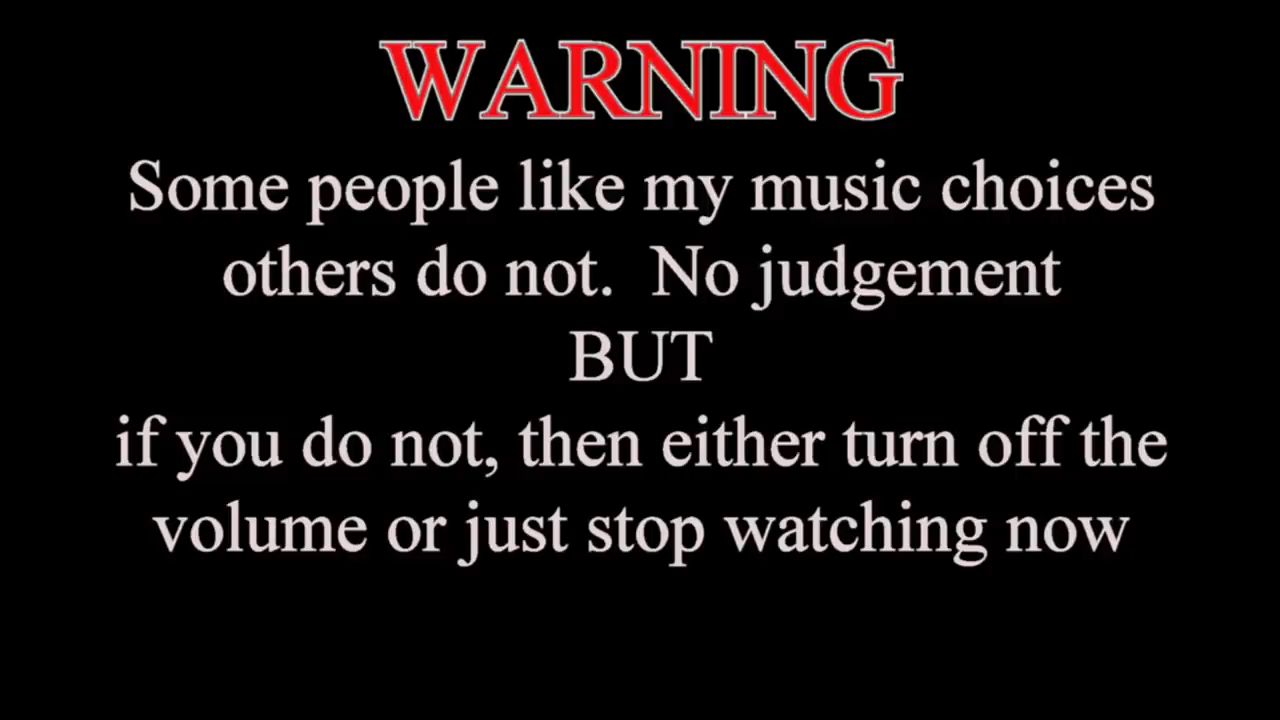 WARNING
Some people like my music choices
others do not.  No judgement
BUT
if you do not, then either turn off the
volume or just stop watching now